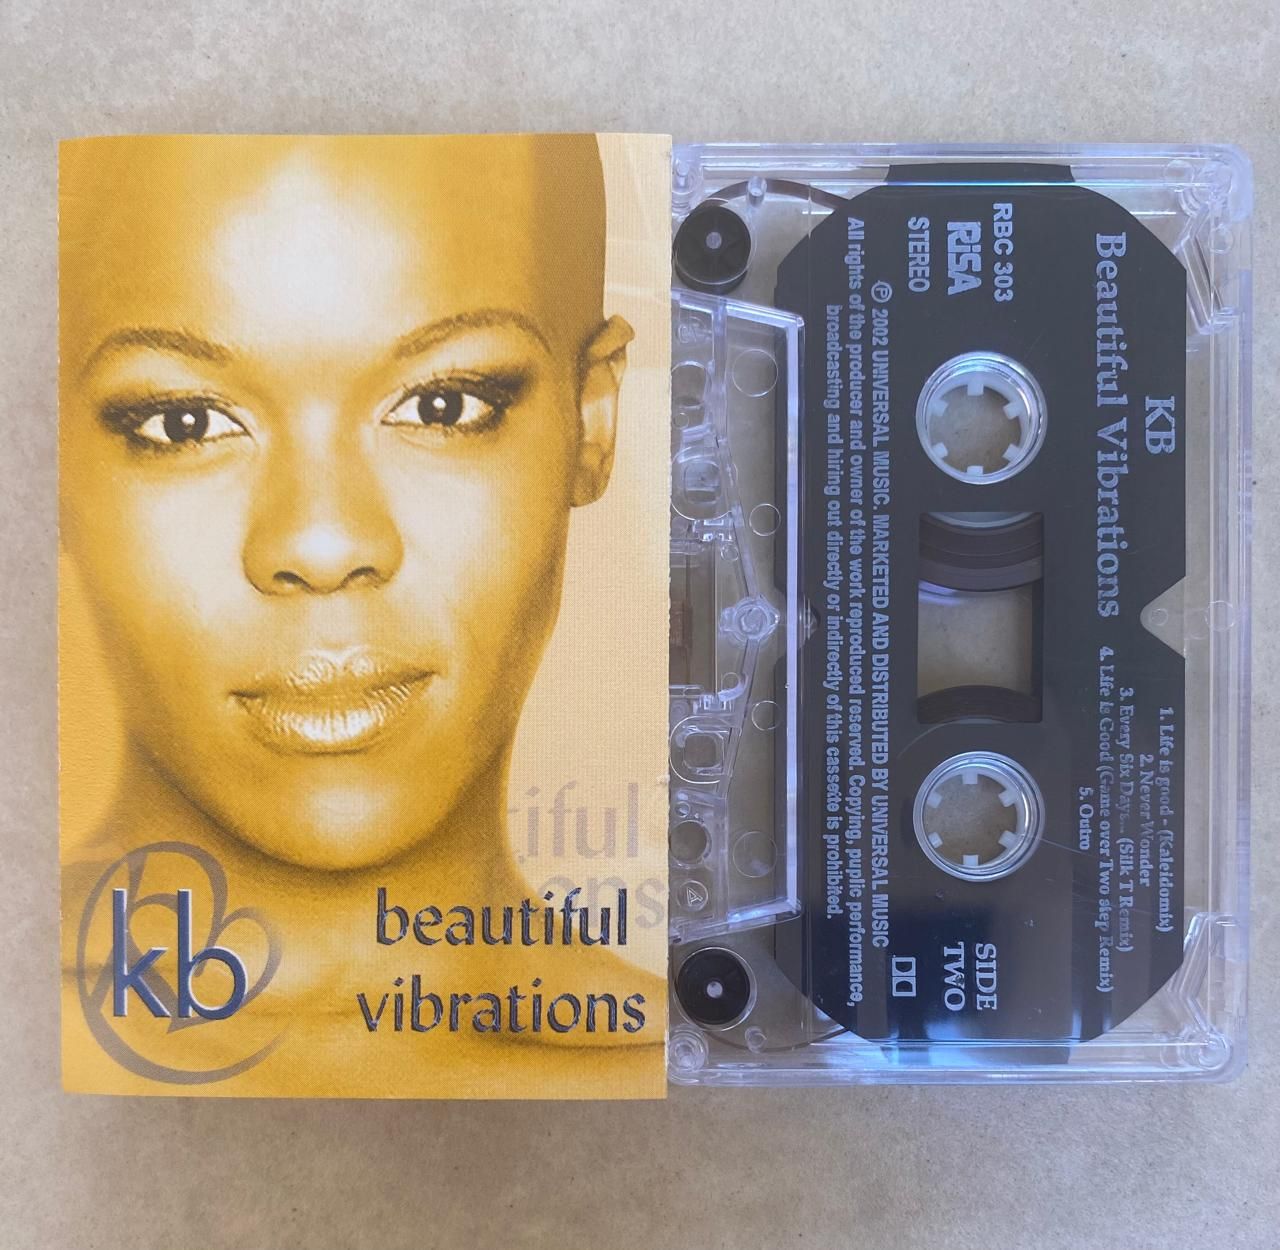 kb
beautiful
vibrations
tiful
ons
KB
Beautiful Vibrations
1. Life is good - (Kaleidomix)
2. Never Wonder
3. Every Six Days... (Silk T Remix)
4. Life is Good (Game over Two step Remix)
5. Outro
RBC 303
RiSA
STEREO
SIDE
TWO
℗ 2002 UNIVERSAL MUSIC. MARKETED AND DISTRIBUTED BY UNIVERSAL MUSIC
All rights of the producer and owner of the work reproduced reserved. Copying, puplic performance,
broadcasting and hiring out directly or indirectly of this cassette is prohibited.
A